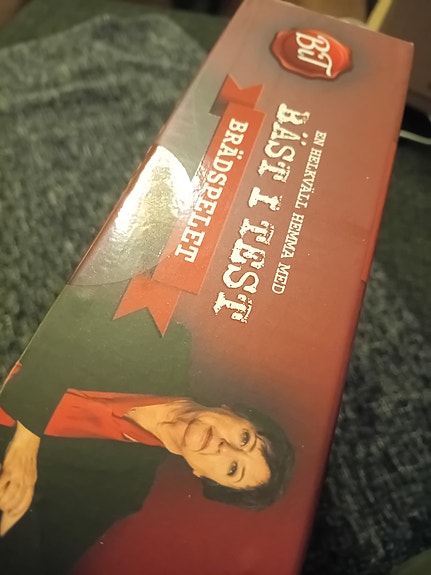 BiT
EN HELKVÄLL HEMMA MED
BÄST I TEST
BRÄDSPELET